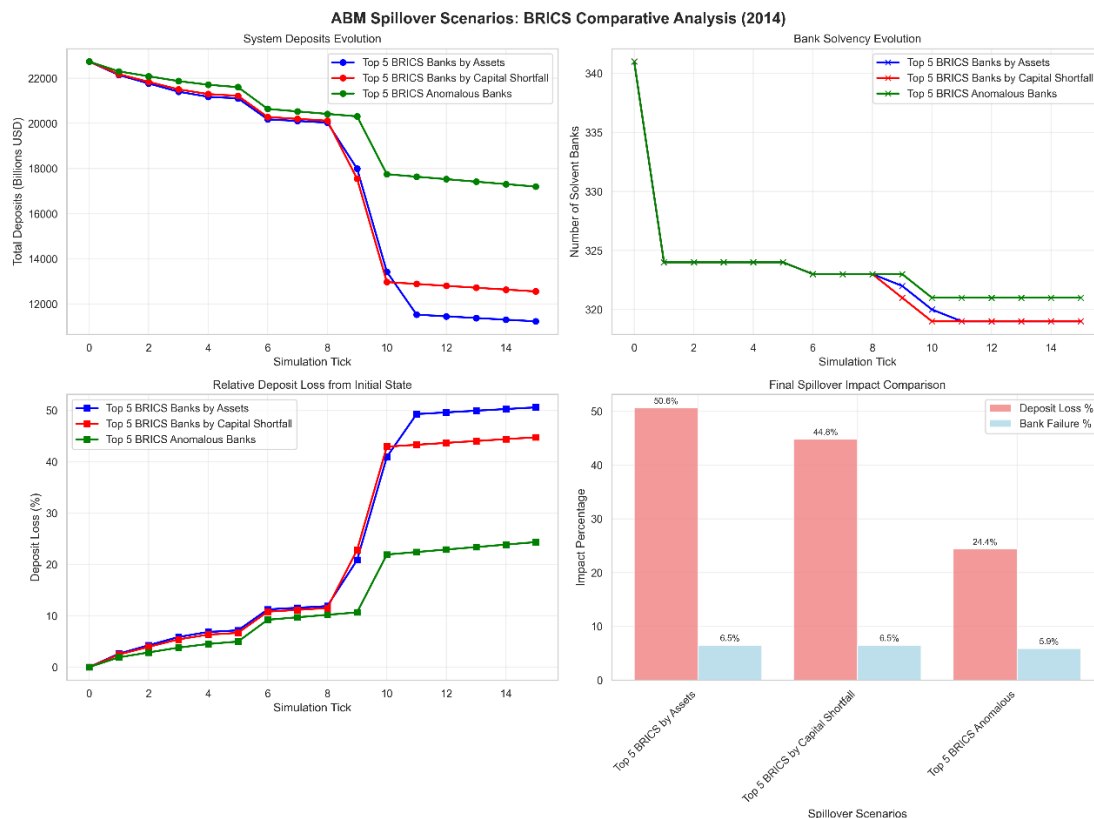 ABM Spillover Scenarios: BRICS Comparative Analysis (2014)
System Deposits Evolution
Total Deposits (Billions USD)
22000
20000
18000
16000
14000
12000
0 2 4 6 8 10 12 14
Simulation Tick
Top 5 BRICS Banks by Assets
Top 5 BRICS Banks by Capital Shortfall
Top 5 BRICS Anomalous Banks
Bank Solvency Evolution
Number of Solvent Banks
340
335
330
325
320
0 2 4 6 8 10 12 14
Simulation Tick
Top 5 BRICS Banks by Assets
Top 5 BRICS Banks by Capital Shortfall
Top 5 BRICS Anomalous Banks
Relative Deposit Loss from Initial State
Deposit Loss (%)
50
40
30
20
10
0
0 2 4 6 8 10 12 14
Simulation Tick
Top 5 BRICS Banks by Assets
Top 5 BRICS Banks by Capital Shortfall
Top 5 BRICS Anomalous Banks
Final Spillover Impact Comparison
Impact Percentage
50
40
30
20
10
0
Deposit Loss %
Bank Failure %
50.6%
6.5%
44.8%
6.5%
24.4%
5.9%
Top 5 BRICS by Assets
Top 5 BRICS by Capital Shortfall
Top 5 BRICS Anomalous
Spillover Scenarios